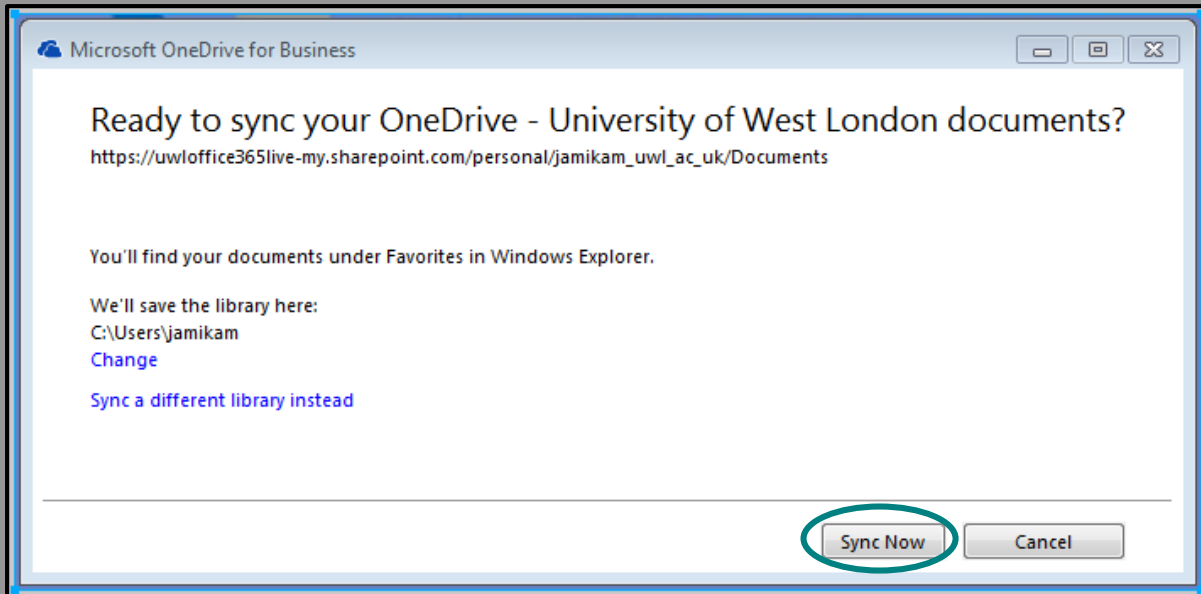 Microsoft OneDrive for Business
Ready to sync your OneDrive - University of West London documents?
https://uwloffice365live-my.sharepoint.com/personal/jamikam_uwl_ac_uk/Documents
You'll find your documents under Favorites in Windows Explorer.
We'll save the library here:
C:\Users\jamikam
Change
Sync a different library instead
Sync Now
Cancel